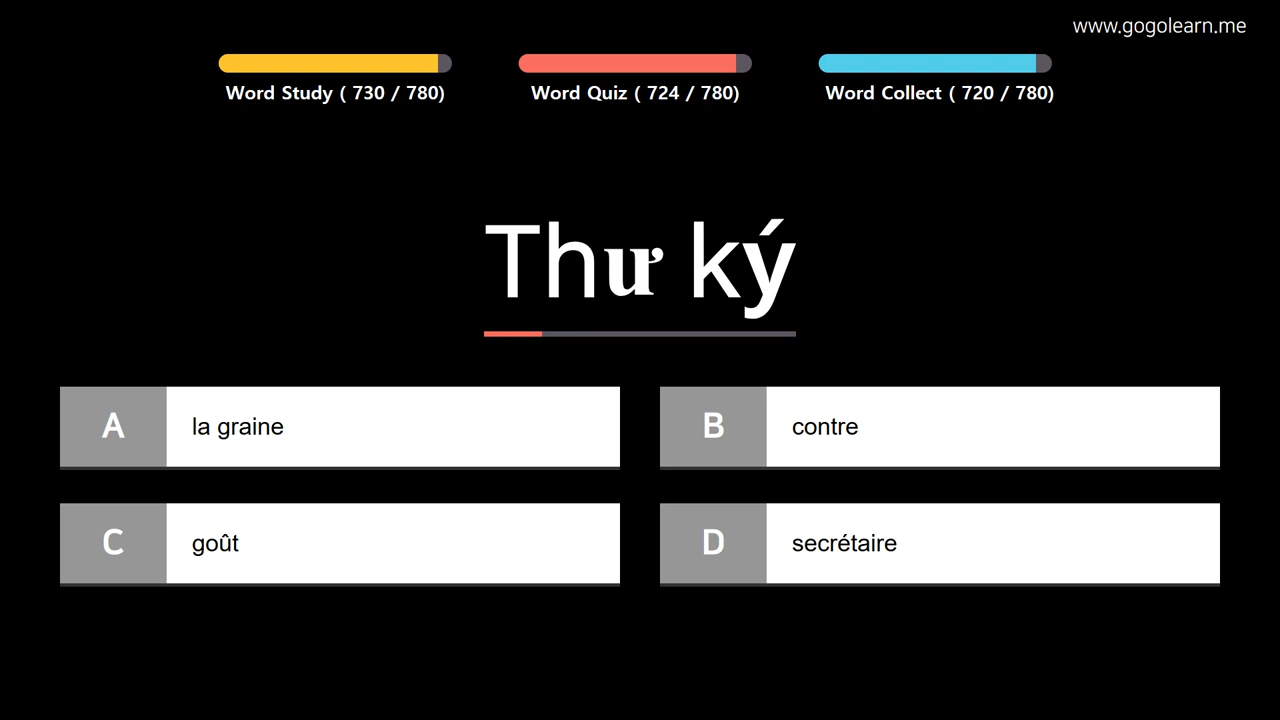 www.gogolearn.me
Word Study ( 730 / 780)
Word Quiz ( 724 / 780)
Word Collect ( 720 / 780)
Thư ký
A
la graine
B
contre
C
goût
D
secrétaire